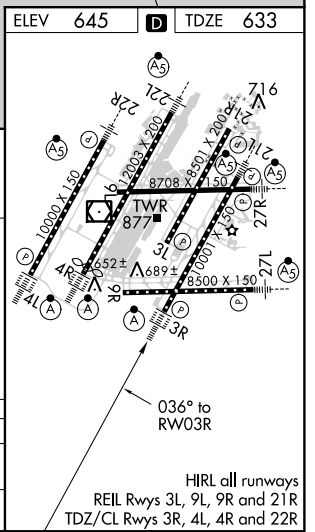 ELEV 645 D TDZE 633
A5
716
22R
22L
21R
A5
12003 X 200
8501 X 200
21L
P
P
A5
10000 X 150
9L
8708 X 150
TWR
877
27R
P
P
3L
10001 X 150
4R
652±
689±
27L
A5
4L
9R
8500 X 150
A
A
A
P
3R
P
036° to
RW03R
HIRL all runways
REIL Rwys 3L, 9L, 9R and 21R
TDZ/CL Rwys 3R, 4L, 4R and 22R